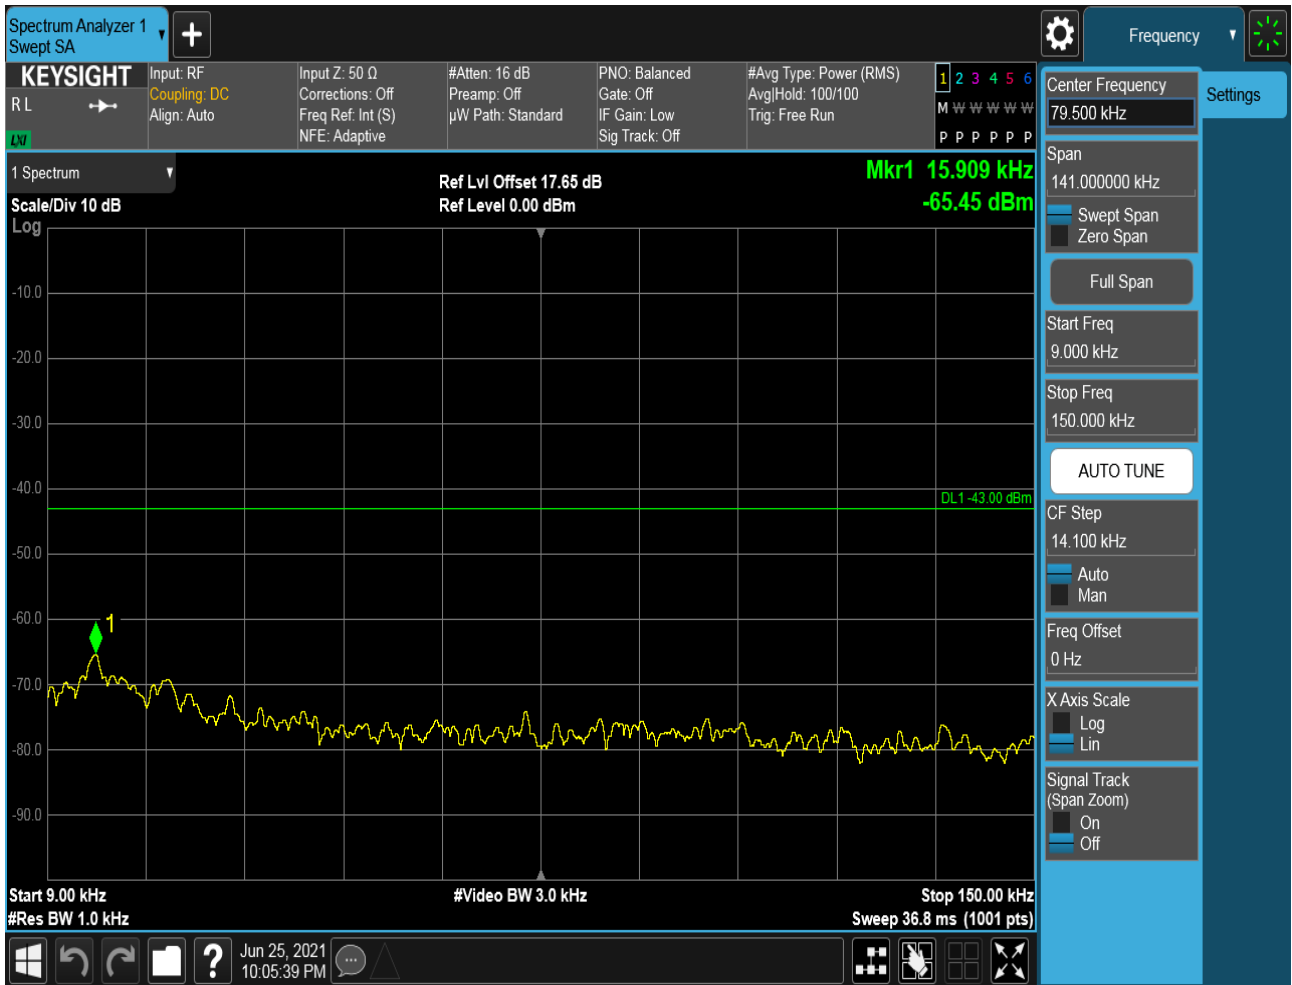 Spectrum Analyzer 1
Swept SA
Frequency
KEYSIGHT
R L
LXI
Input: RF
Coupling: DC
Align: Auto
Input Z: 50 Ω
Corrections: Off
Freq Ref: Int (S)
NFE: Adaptive
#Atten: 16 dB
Preamp: Off
µW Path: Standard
PNO: Balanced
Gate: Off
IF Gain: Low
Sig Track: Off
#Avg Type: Power (RMS)
Avg|Hold: 100/100
Trig: Free Run
1 2 3 4 5 6
M W W W W W
P P P P P P
1 Spectrum
Scale/Div 10 dB
Log
Ref Lvl Offset 17.65 dB
Ref Level 0.00 dBm
Mkr1 15.909 kHz
-65.45 dBm
-10.0
-20.0
-30.0
-40.0
DL1 -43.00 dBm
-50.0
-60.0
1
-70.0
-80.0
-90.0
Start 9.00 kHz
#Video BW 3.0 kHz
Stop 150.00 kHz
#Res BW 1.0 kHz
Sweep 36.8 ms (1001 pts)
?
Jun 25, 2021
10:05:39 PM
Center Frequency
79.500 kHz
Settings
Span
141.000000 kHz
Swept Span
Zero Span
Full Span
Start Freq
9.000 kHz
Stop Freq
150.000 kHz
AUTO TUNE
CF Step
14.100 kHz
Auto
Man
Freq Offset
0 Hz
X Axis Scale
Log
Lin
Signal Track
(Span Zoom)
On
Off